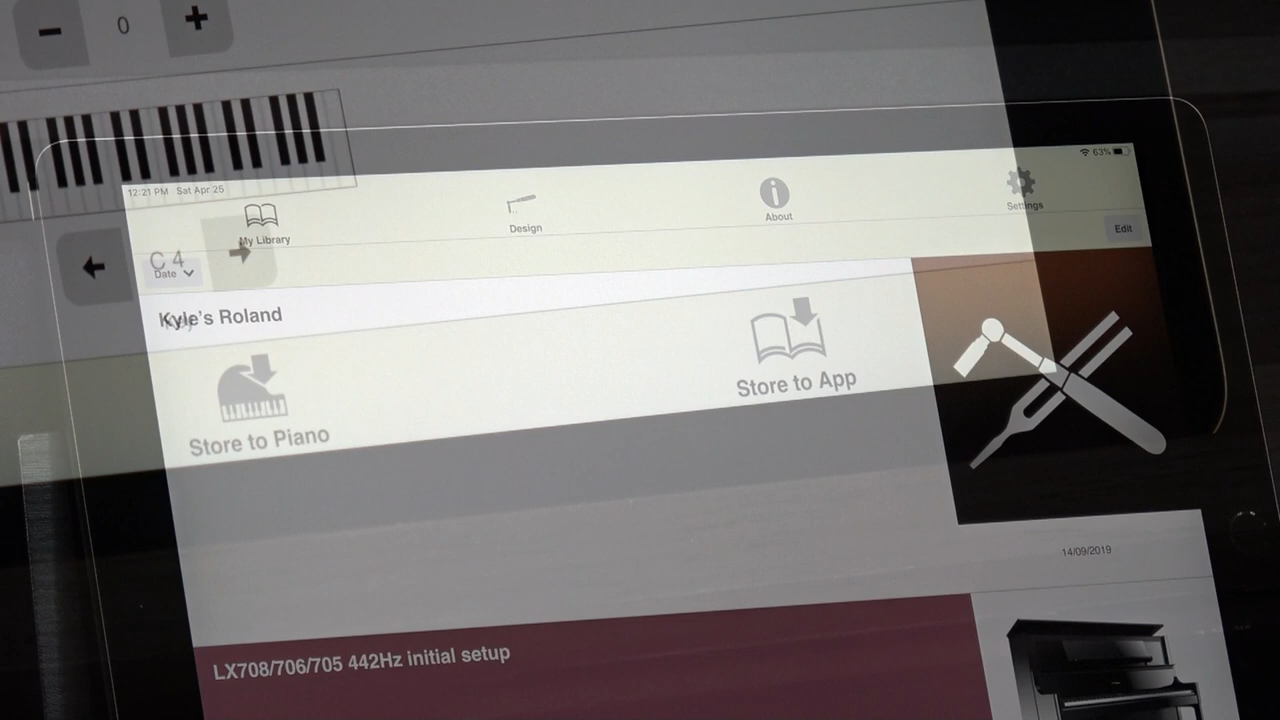 0
63%
12:21 PM Sat Apr 25
My Library
Design
About
Settings
Edit
C 4
Date
Kyle's Roland
Store to Piano
Store to App
14/09/2019
LX708/706/705 442Hz initial setup